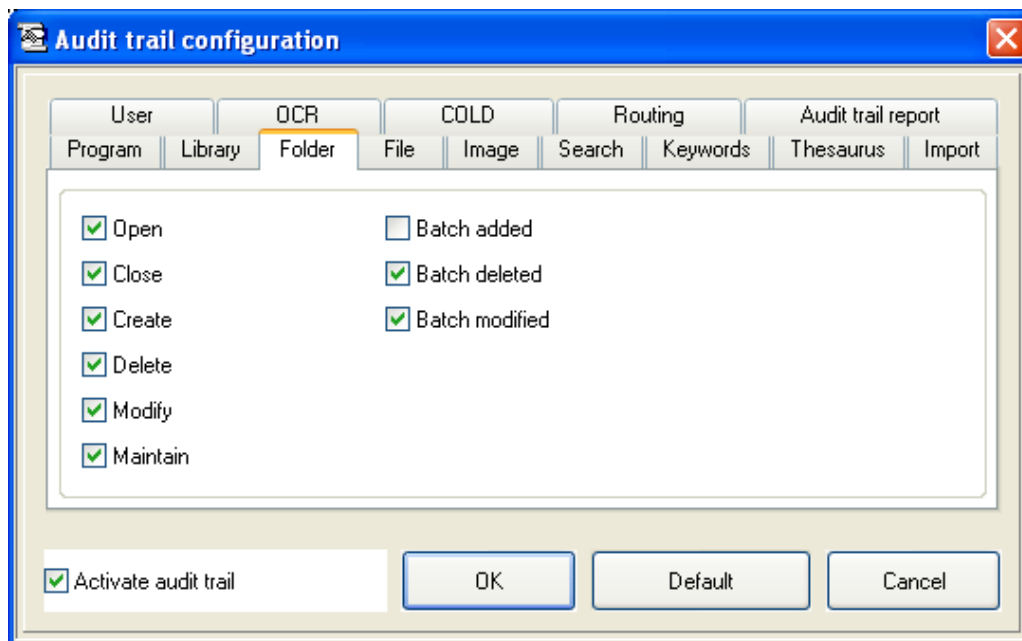 Audit trail configuration
User OCR COLD Routing Audit trail report
Program Library Folder File Image Search Keywords Thesaurus Import
Open Batch added
Close Batch deleted
Create Batch modified
Delete
Modify
Maintain
Activate audit trail OK Default Cancel